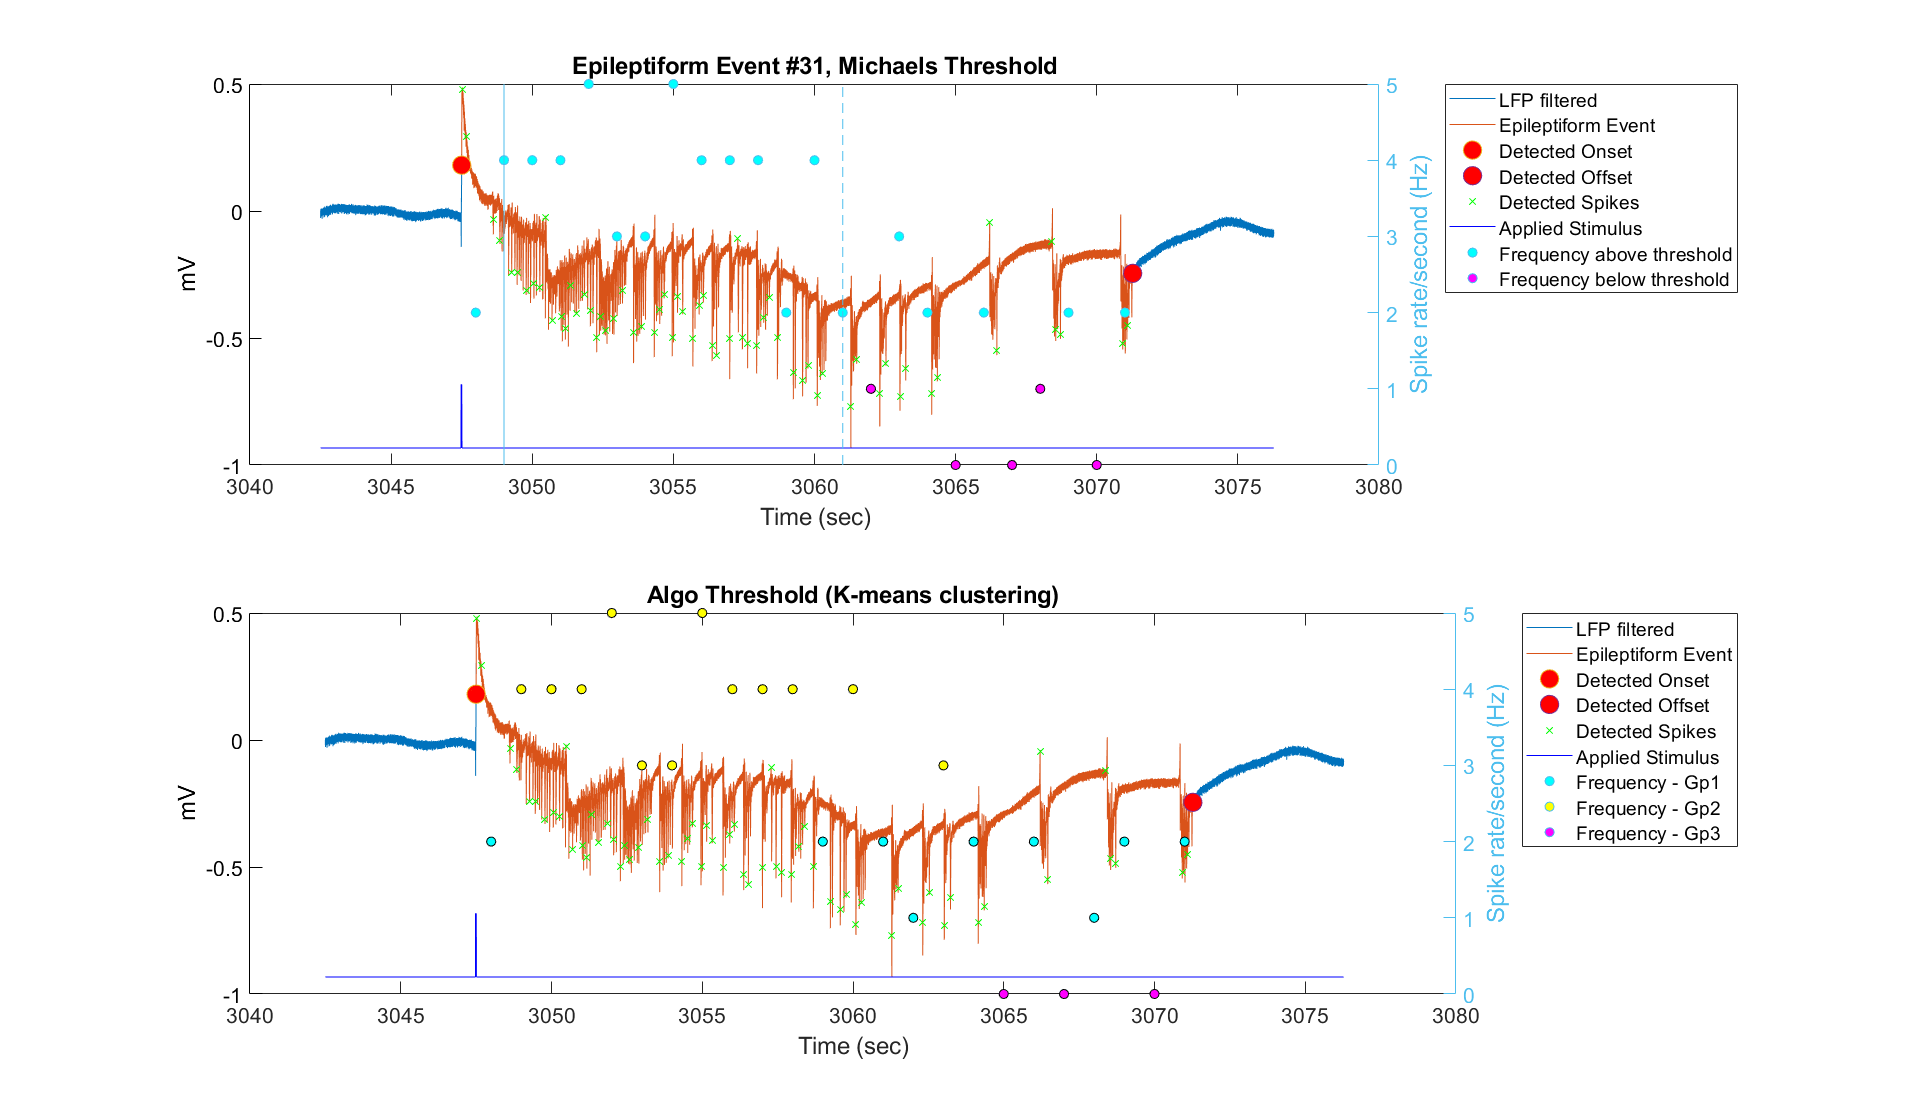 Epileptiform Event #31, Michaels Threshold
0.5
0
-0.5
-1
mV
3040 3045 3050 3055 3060 3065 3070 3075 3080
Time (sec)
5
4
3
2
1
0
Spike rate/second (Hz)
LFP filtered
Epileptiform Event
Detected Onset
Detected Offset
Detected Spikes
Applied Stimulus
Frequency above threshold
Frequency below threshold
Algo Threshold (K-means clustering)
0.5
0
-0.5
-1
mV
3040 3045 3050 3055 3060 3065 3070 3075 3080
Time (sec)
5
4
3
2
1
0
Spike rate/second (Hz)
LFP filtered
Epileptiform Event
Detected Onset
Detected Offset
Detected Spikes
Applied Stimulus
Frequency - Gp1
Frequency - Gp2
Frequency - Gp3